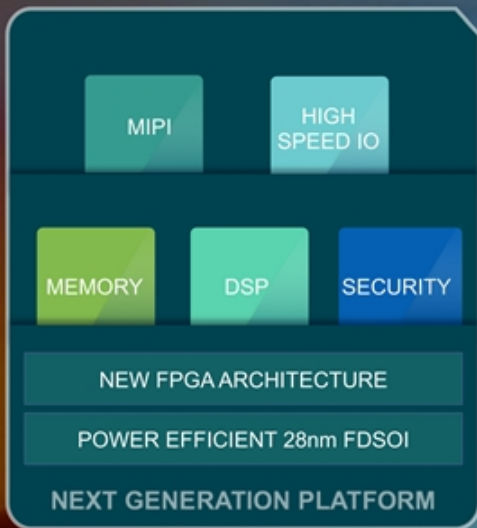 MIPI
HIGH
SPEED IO
MEMORY
DSP
SECURITY
NEW FPGA ARCHITECTURE
POWER EFFICIENT 28nm FDSOI
NEXT GENERATION PLATFORM